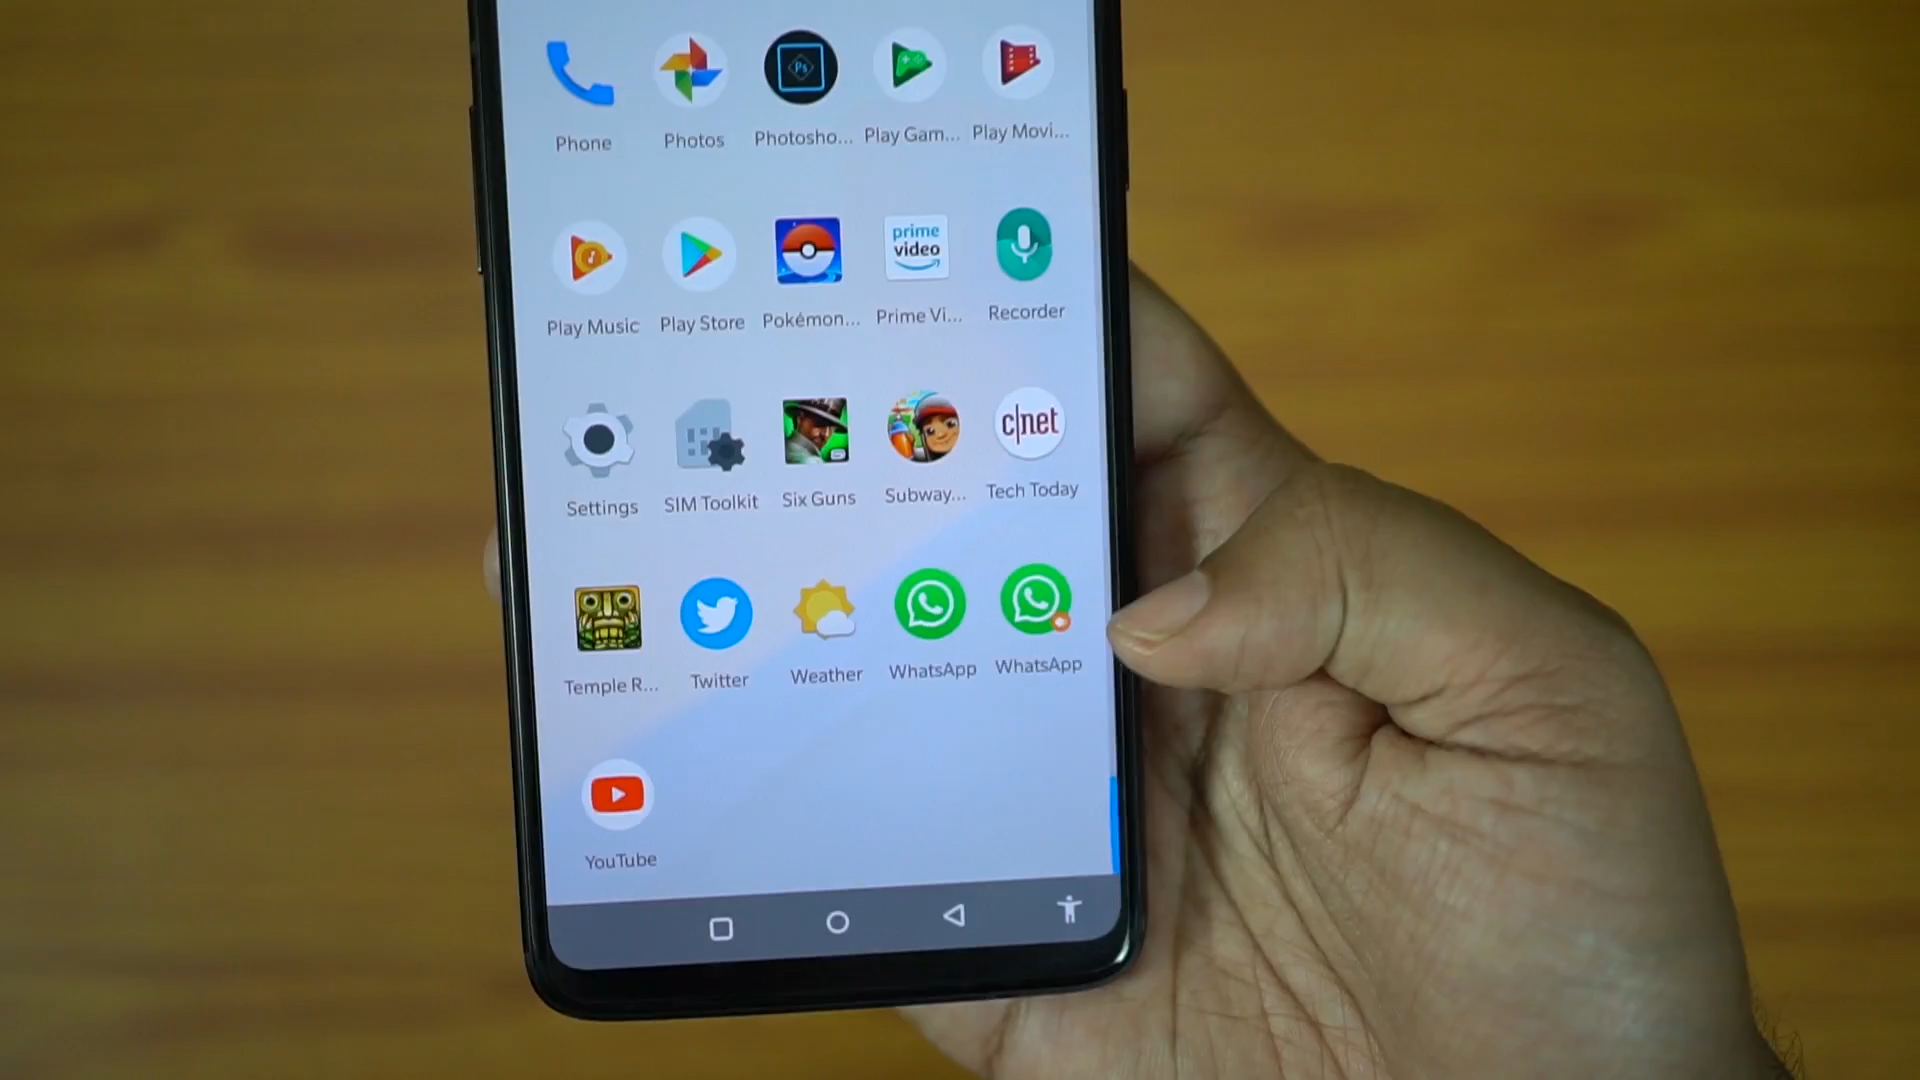 Ps
Phone Photos Photosho... Play Gam... Play Movi...
prime
video
Play Music Play Store Pokémon... Prime Vi... Recorder
c|net
Settings SIM Toolkit Six Guns Subway... Tech Today
Temple R... Twitter Weather WhatsApp WhatsApp
YouTube